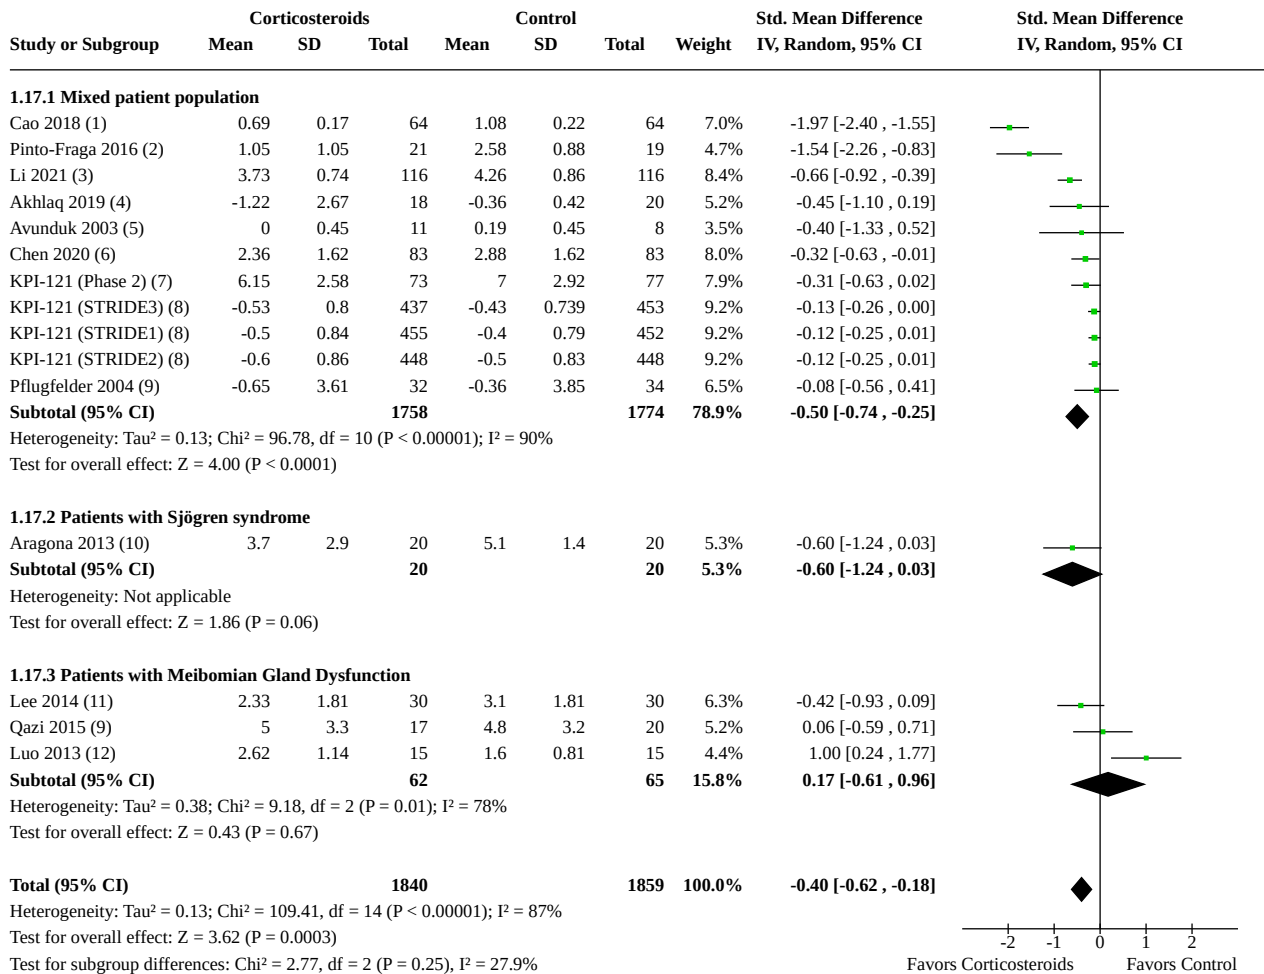 Corticosteroids Control Std. Mean Difference Std. Mean Difference
Study or Subgroup Mean SD Total Mean SD Total Weight IV, Random, 95% CI IV, Random, 95% CI
1.17.1 Mixed patient population
Cao 2018 (1) 0.69 0.17 64 1.08 0.22 64 7.0% -1.97 [-2.40 , -1.55]
Pinto-Fraga 2016 (2) 1.05 1.05 21 2.58 0.88 19 4.7% -1.54 [-2.26 , -0.83]
Li 2021 (3) 3.73 0.74 116 4.26 0.86 116 8.4% -0.66 [-0.92 , -0.39]
Akhlaq 2019 (4) -1.22 2.67 18 -0.36 0.42 20 5.2% -0.45 [-1.10 , 0.19]
Avunduk 2003 (5) 0 0.45 11 0.19 0.45 8 3.5% -0.40 [-1.33 , 0.52]
Chen 2020 (6) 2.36 1.62 83 2.88 1.62 83 8.0% -0.32 [-0.63 , -0.01]
KPI-121 (Phase 2) (7) 6.15 2.58 73 7 2.92 77 7.9% -0.31 [-0.63 , 0.02]
KPI-121 (STRIDE3) (8) -0.53 0.8 437 -0.43 0.739 453 9.2% -0.13 [-0.26 , 0.00]
KPI-121 (STRIDE1) (8) -0.5 0.84 455 -0.4 0.79 452 9.2% -0.12 [-0.25 , 0.01]
KPI-121 (STRIDE2) (8) -0.6 0.86 448 -0.5 0.83 448 9.2% -0.12 [-0.25 , 0.01]
Pflugfelder 2004 (9) -0.65 3.61 32 -0.36 3.85 34 6.5% -0.08 [-0.56 , 0.41]
Subtotal (95% CI) 1758 1774 78.9% -0.50 [-0.74 , -0.25]
Heterogeneity: Tau² = 0.13; Chi² = 96.78, df = 10 (P < 0.00001); I² = 90%
Test for overall effect: Z = 4.00 (P < 0.0001)
1.17.2 Patients with Sjögren syndrome
Aragona 2013 (10) 3.7 2.9 20 5.1 1.4 20 5.3% -0.60 [-1.24 , 0.03]
Subtotal (95% CI) 20 20 5.3% -0.60 [-1.24 , 0.03]
Heterogeneity: Not applicable
Test for overall effect: Z = 1.86 (P = 0.06)
1.17.3 Patients with Meibomian Gland Dysfunction
Lee 2014 (11) 2.33 1.81 30 3.1 1.81 30 6.3% -0.42 [-0.93 , 0.09]
Qazi 2015 (9) 5 3.3 17 4.8 3.2 20 5.2% 0.06 [-0.59 , 0.71]
Luo 2013 (12) 2.62 1.14 15 1.6 0.81 15 4.4% 1.00 [0.24 , 1.77]
Subtotal (95% CI) 62 65 15.8% 0.17 [-0.61 , 0.96]
Heterogeneity: Tau² = 0.38; Chi² = 9.18, df = 2 (P = 0.01); I² = 78%
Test for overall effect: Z = 0.43 (P = 0.67)
Total (95% CI) 1840 1859 100.0% -0.40 [-0.62 , -0.18]
Heterogeneity: Tau² = 0.13; Chi² = 109.41, df = 14 (P < 0.00001); I² = 87%
Test for overall effect: Z = 3.62 (P = 0.0003) -2 -1 0 1 2
Test for subgroup differences: Chi² = 2.77, df = 2 (P = 0.25), I² = 27.9% Favors Corticosteroids Favors Control